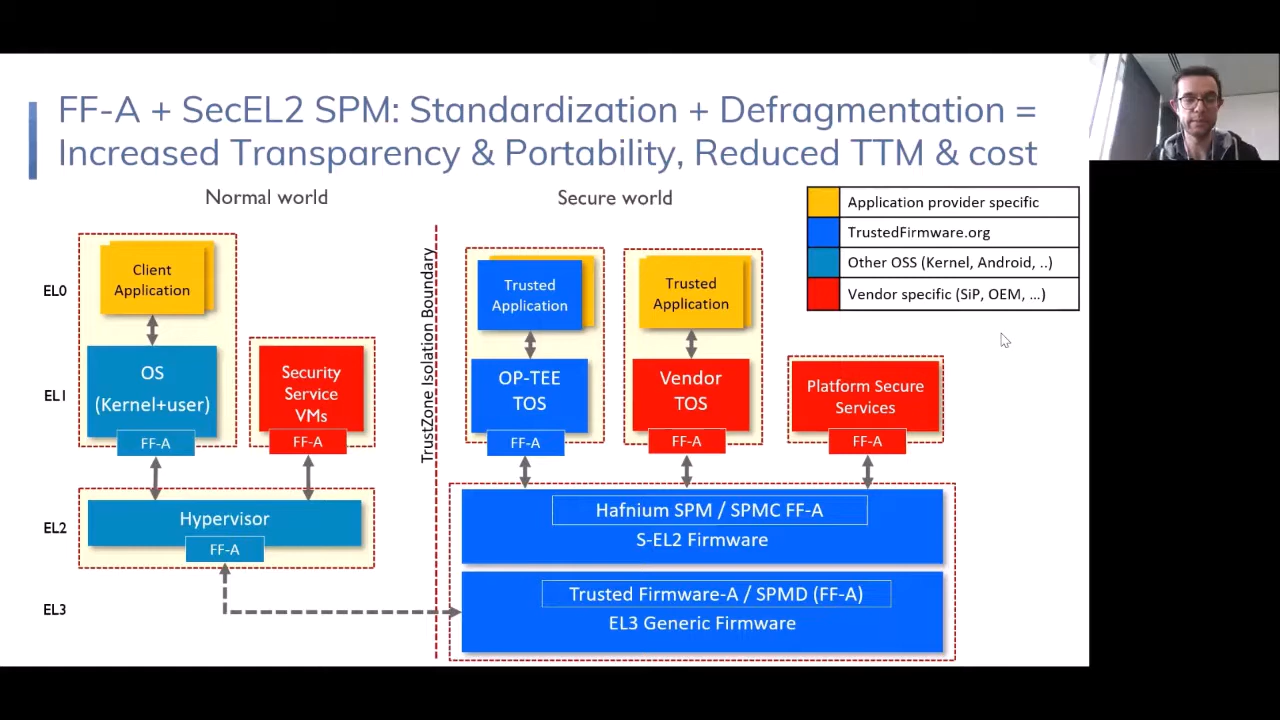 FF-A + SecEL2 SPM: Standardization + Defragmentation =
Increased Transparency & Portability, Reduced TTM & cost
Normal world
Secure world
Application provider specific
TrustedFirmware.org
Other OSS (Kernel, Android, ..)
Vendor specific (SiP, OEM, …)
TrustZone Isolation Boundary
EL0
Client
Application
Trusted
Application
Trusted
Application
EL1
OS
(Kernel+user)
FF-A
Security
Service
VMs
FF-A
OP-TEE
TOS
FF-A
Vendor
TOS
FF-A
Platform Secure
Services
FF-A
EL2
Hypervisor
FF-A
Hafnium SPM / SPMC FF-A
S-EL2 Firmware
EL3
Trusted Firmware-A / SPMD (FF-A)
EL3 Generic Firmware